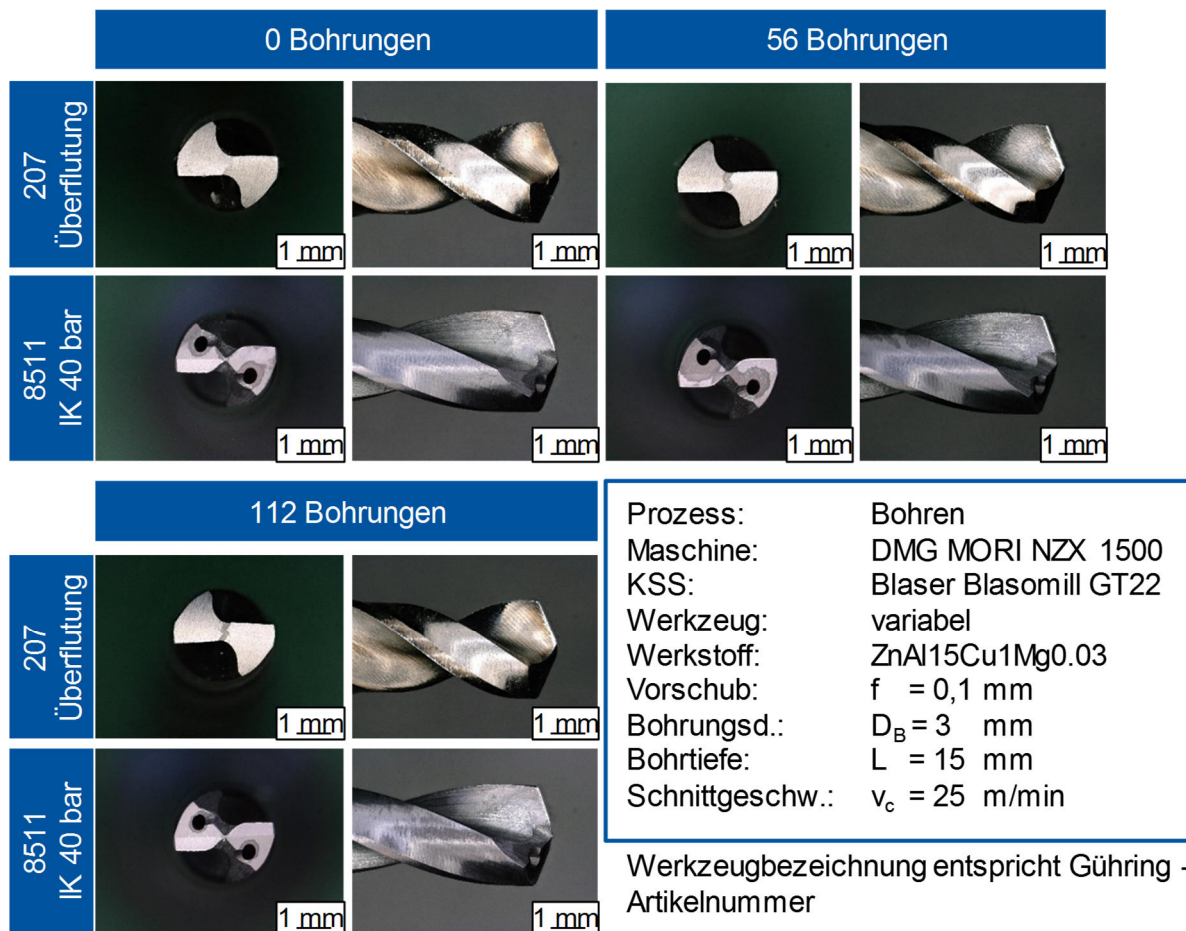 0 Bohrungen
56 Bohrungen
207
Überflutung
1 mm
1 mm
1 mm
1 mm
8511
IK 40 bar
1 mm
1 mm
1 mm
1 mm
112 Bohrungen
207
Überflutung
1 mm
1 mm
8511
IK 40 bar
1 mm
1 mm
Prozess: Bohren
Maschine: DMG MORI NZX 1500
KSS: Blaser Blasomill GT22
Werkzeug: variabel
Werkstoff: ZnAl15Cu1Mg0.03
Vorschub: f = 0,1 mm
Bohrungsd.: D_B = 3 mm
Bohrtiefe: L = 15 mm
Schnittgeschw.: v_c = 25 m/min
Werkzeugbezeichnung entspricht Gühring -
Artikelnummer